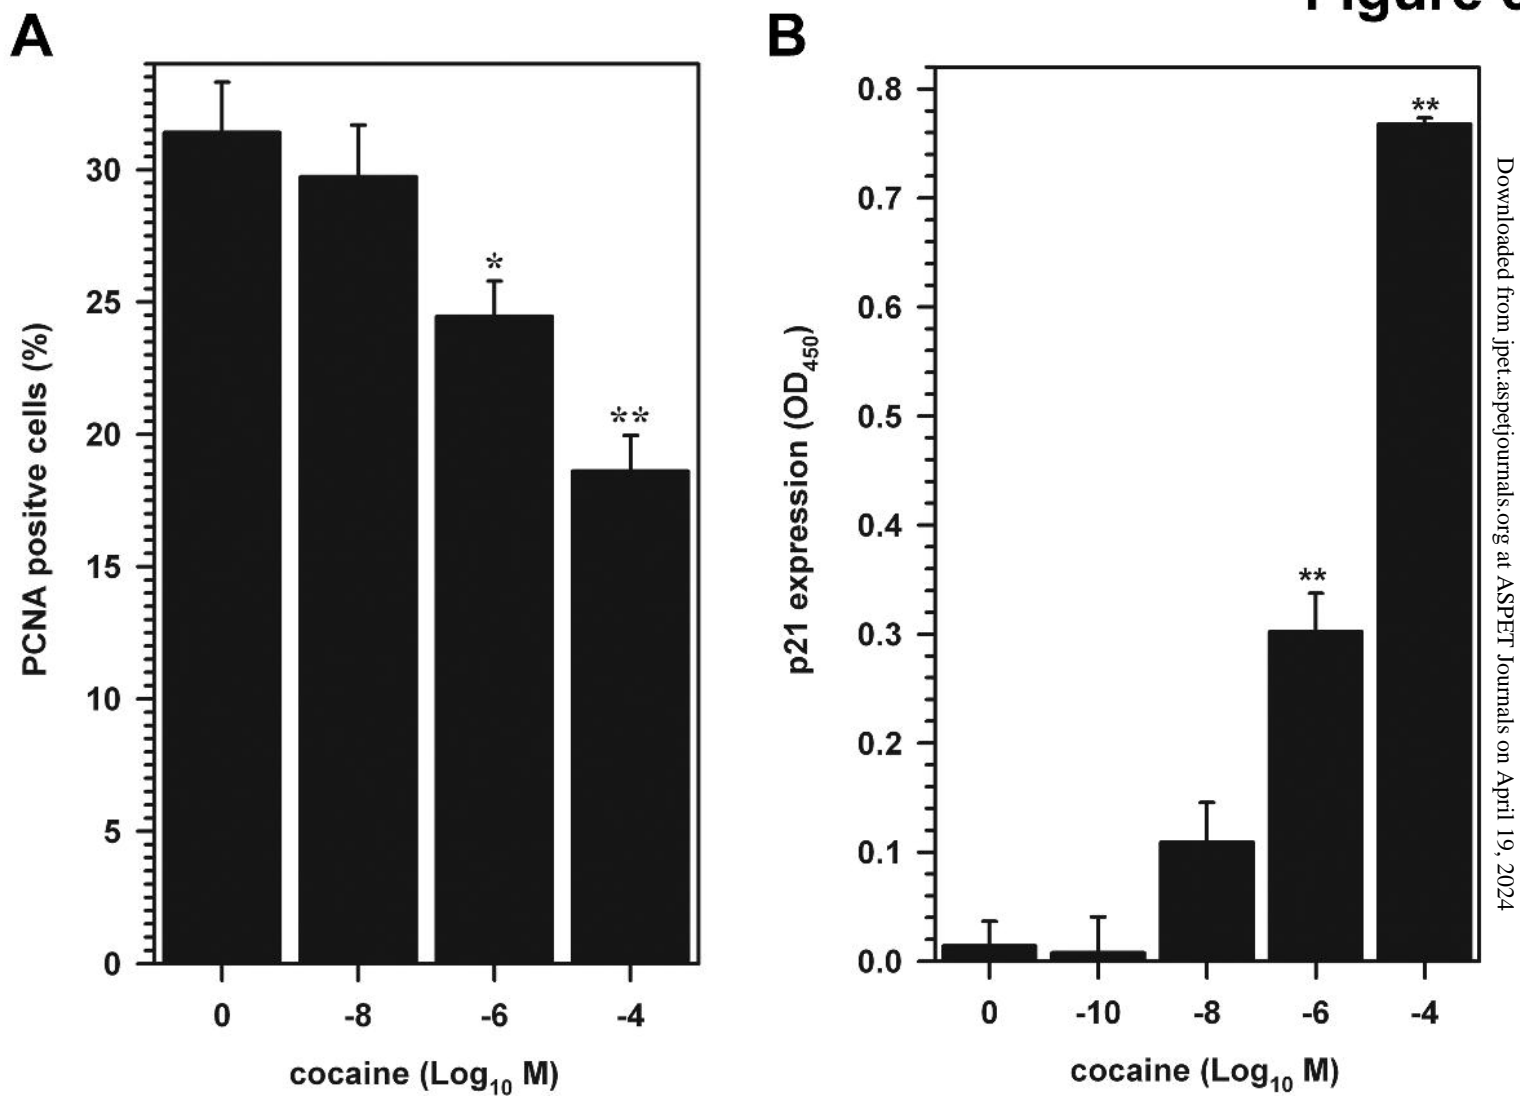 Figure
A
B
PCNA positve cells (%)
30
25
20
15
10
5
0
*
**
0 -8 -6 -4
cocaine (Log10 M)
p21 expression (OD450)
0.8
0.7
0.6
0.5
0.4
0.3
0.2
0.1
0.0
**
**
0 -10 -8 -6 -4
cocaine (Log10 M)
Downloaded from jpet.aspetjournals.org at ASPET Journals on April 19, 2024